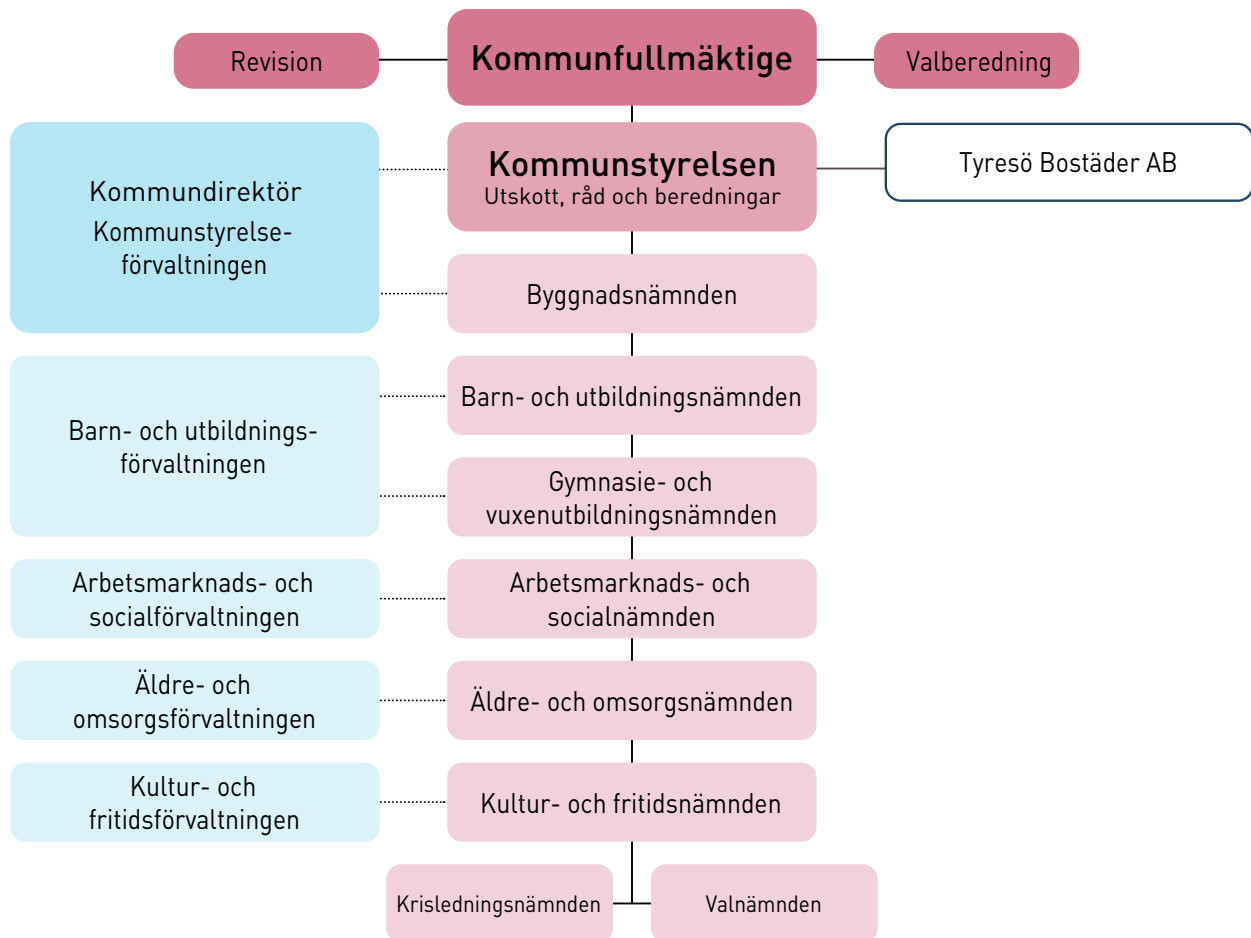 Revision
Kommunfullmäktige
Valberedning
Kommundirektör
Kommunstyrelse-
förvaltningen
Kommunstyrelsen
Utskott, råd och beredningar
Tyresö Bostäder AB
Byggnadsnämnden
Barn- och utbildnings-
förvaltningen
Barn- och utbildningsnämnden
Gymnasie- och
vuxenutbildningsnämnden
Arbetsmarknads- och
socialförvaltningen
Arbetsmarknads- och
socialnämnden
Äldre- och
omsorgsförvaltningen
Äldre- och omsorgsnämnden
Kultur- och
fritidsförvaltningen
Kultur- och fritidsnämnden
Krisledningsnämnden
Valnämnden